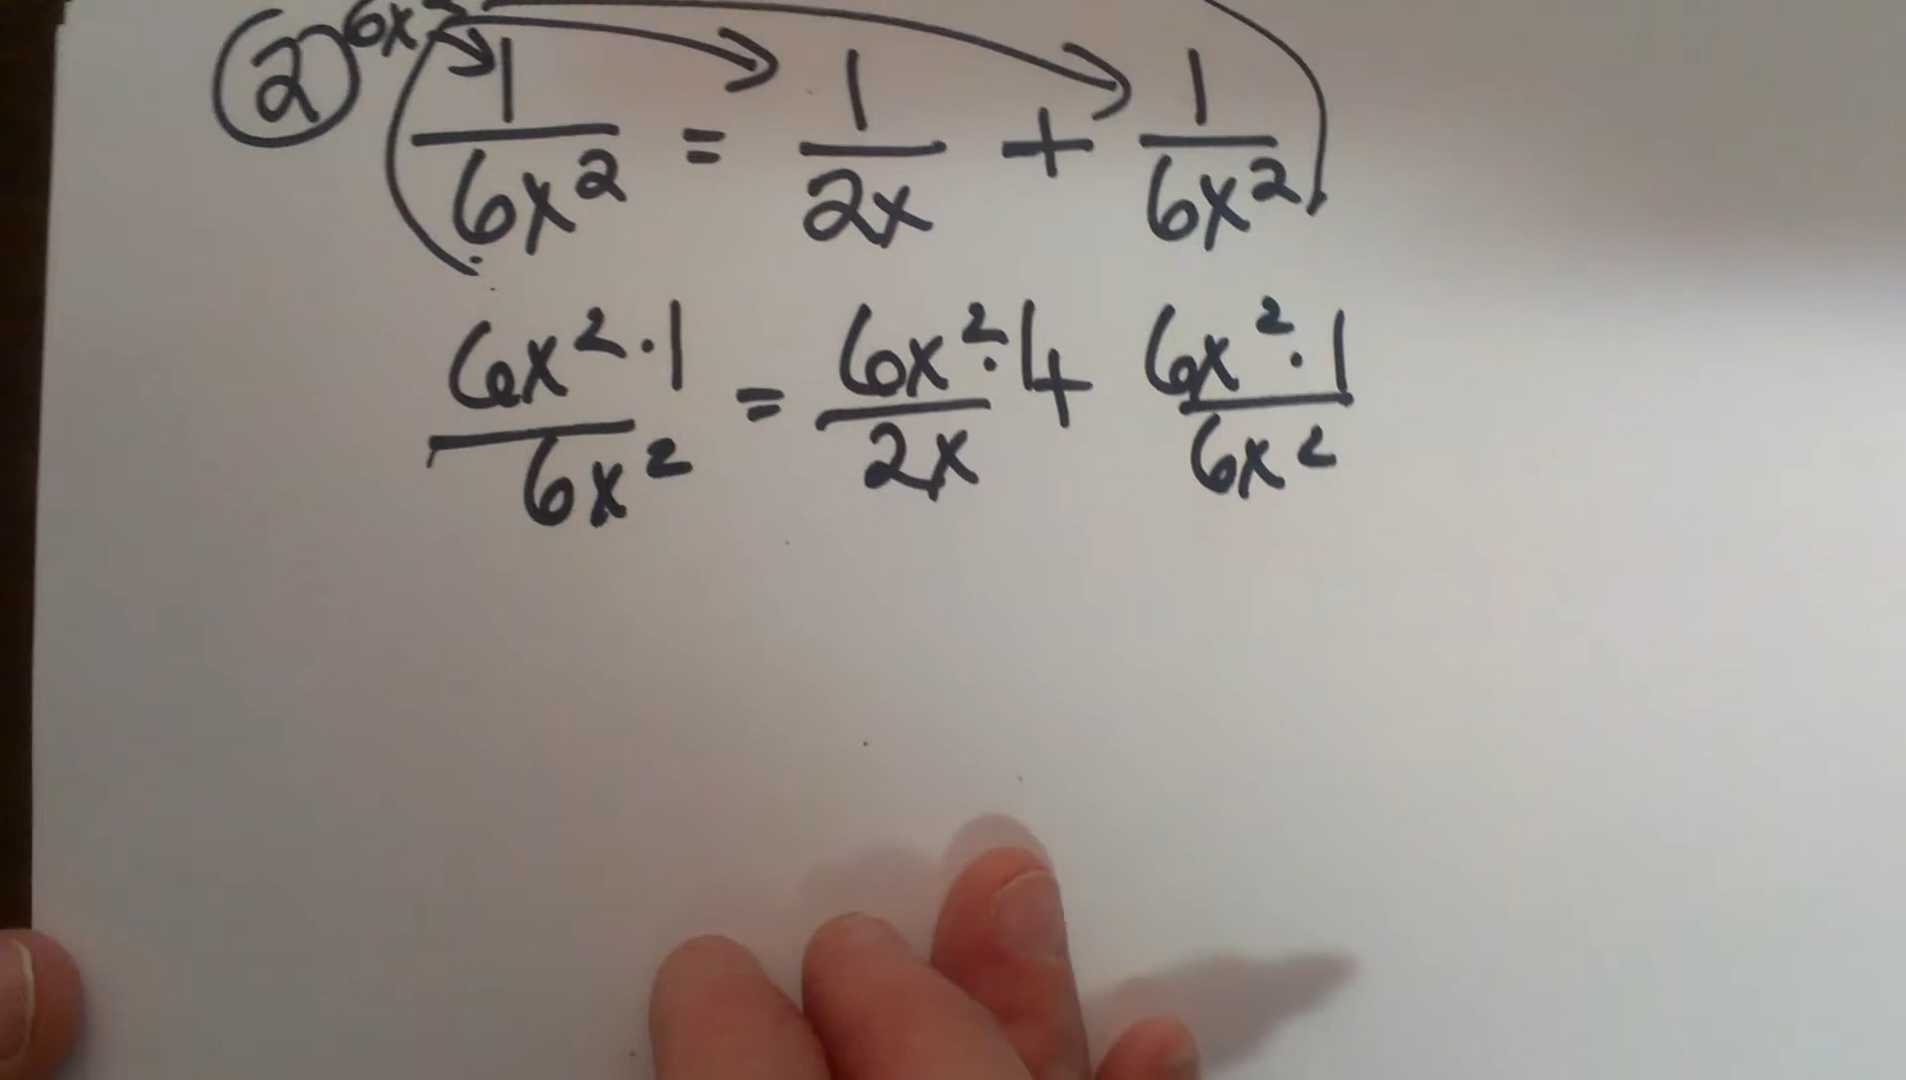 ② 6x²
1/6x² = 1/2x + 1/6x²
6x²·1/6x² = 6x²·1/2x + 6x²·1/6x²